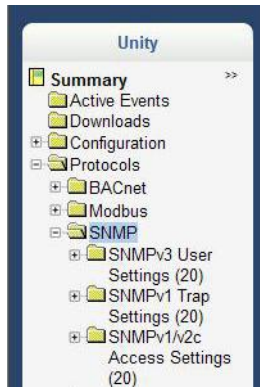 Unity
Summary >>
Active Events
Downloads
Configuration
Protocols
BACnet
Modbus
SNMP
SNMPv3 User
Settings (20)
SNMPv1 Trap
Settings (20)
SNMPv1/v2c
Access Settings
(20)